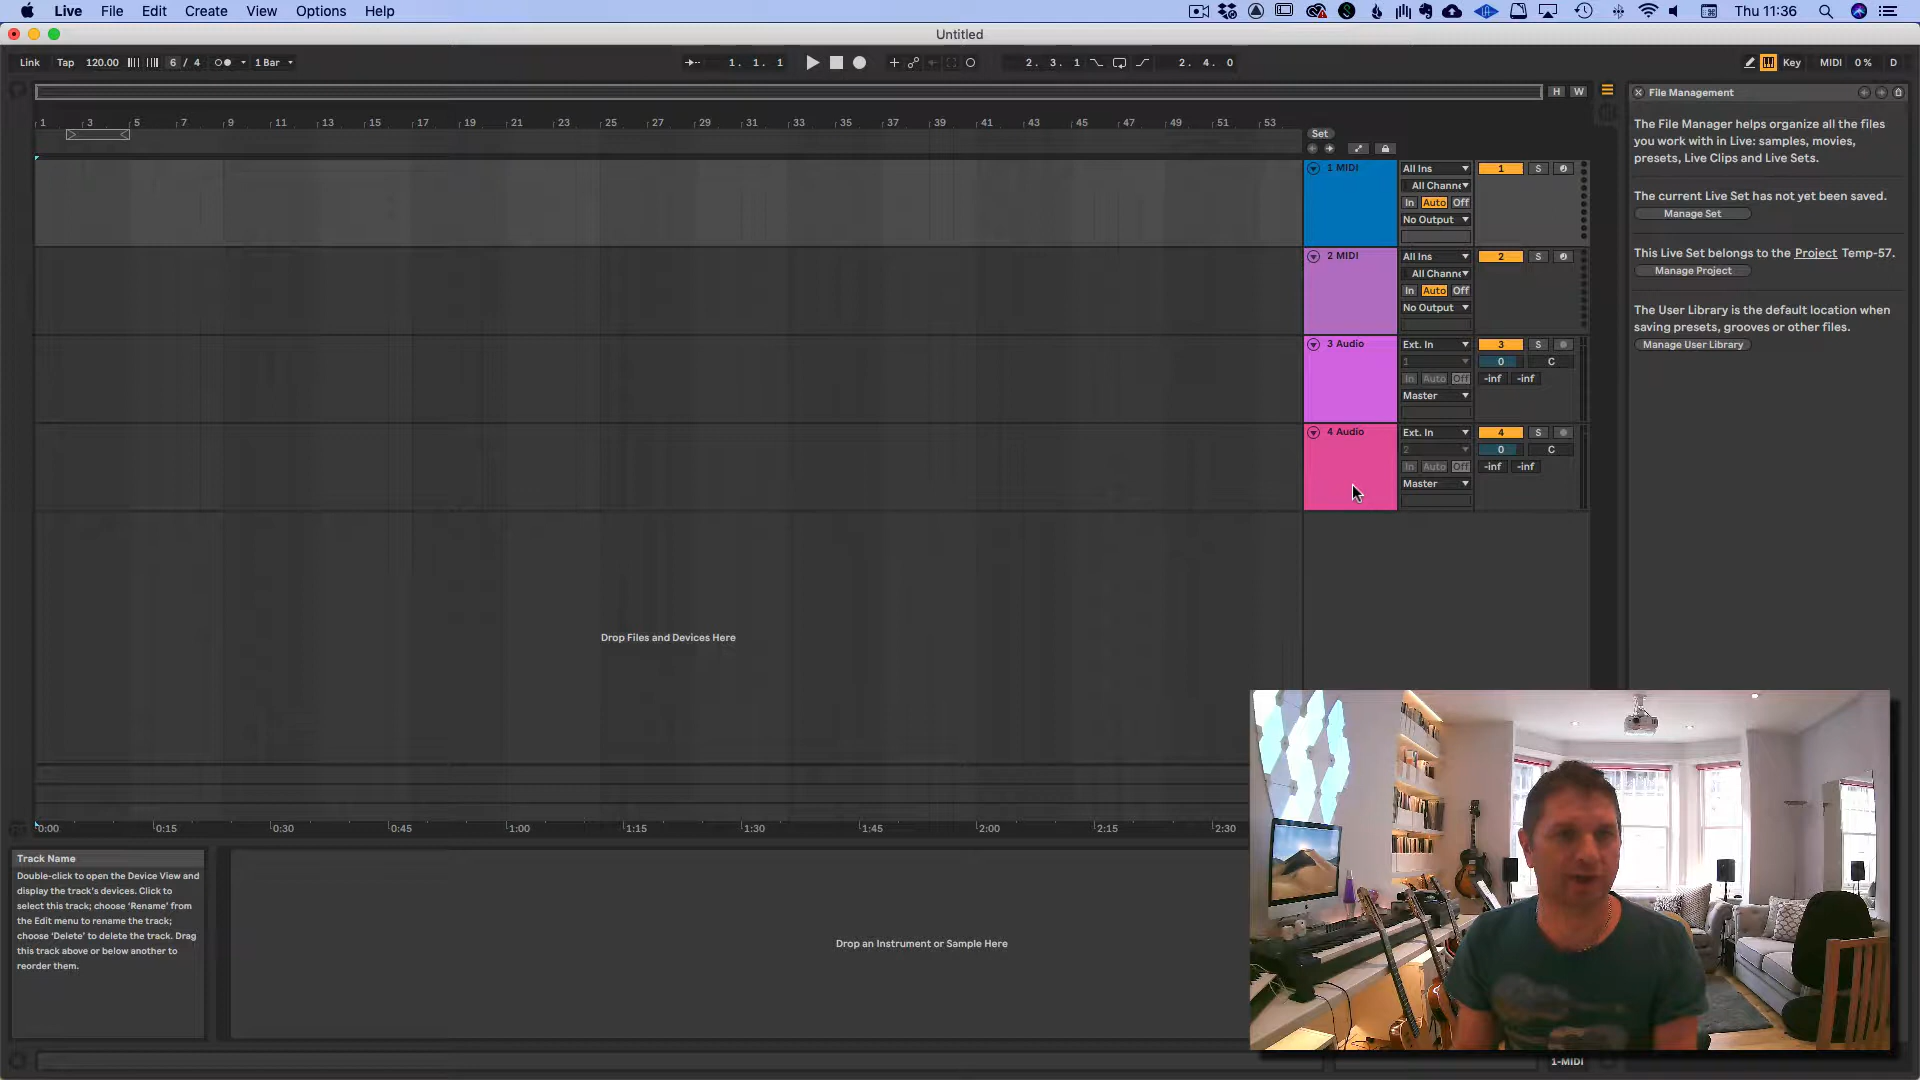 Live File Edit Create View Options Help
Thu 11:36
Untitled
Link Tap 120.00 6 / 4 1 Bar
1. 1. 1
2. 3. 1
2. 4. 0
Key MIDI 0 % D
H W
File Management
1 3 5 7 9 11 13 15 17 19 21 23 25 27 29 31 33 35 37 39 41 43 45 47 49 51 53
Set
The File Manager helps organize all the files
you work with in Live: samples, movies,
presets, Live Clips and Live Sets.
The current Live Set has not yet been saved.
Manage Set
This Live Set belongs to the Project Temp-57.
Manage Project
The User Library is the default location when
saving presets, grooves or other files.
Manage User Library
1 MIDI All Ins 1 S
All Channe
In Auto Off
No Output
2 MIDI All Ins 2 S
All Channe
In Auto Off
No Output
3 Audio Ext. In 3 S
1 0 C
In Auto Off -inf -inf
Master
4 Audio Ext. In 4 S
2 0 C
In Auto Off -inf -inf
Master
Drop Files and Devices Here
0:00 0:15 0:30 0:45 1:00 1:15 1:30 1:45 2:00 2:15 2:30
Track Name
Double-click to open the Device View and
display the track's devices. Click to
select this track; choose ‘Rename’ from
the Edit menu to rename the track;
choose ‘Delete’ to delete the track. Drag
this track above or below another to
reorder them.
Drop an Instrument or Sample Here
1-MIDI